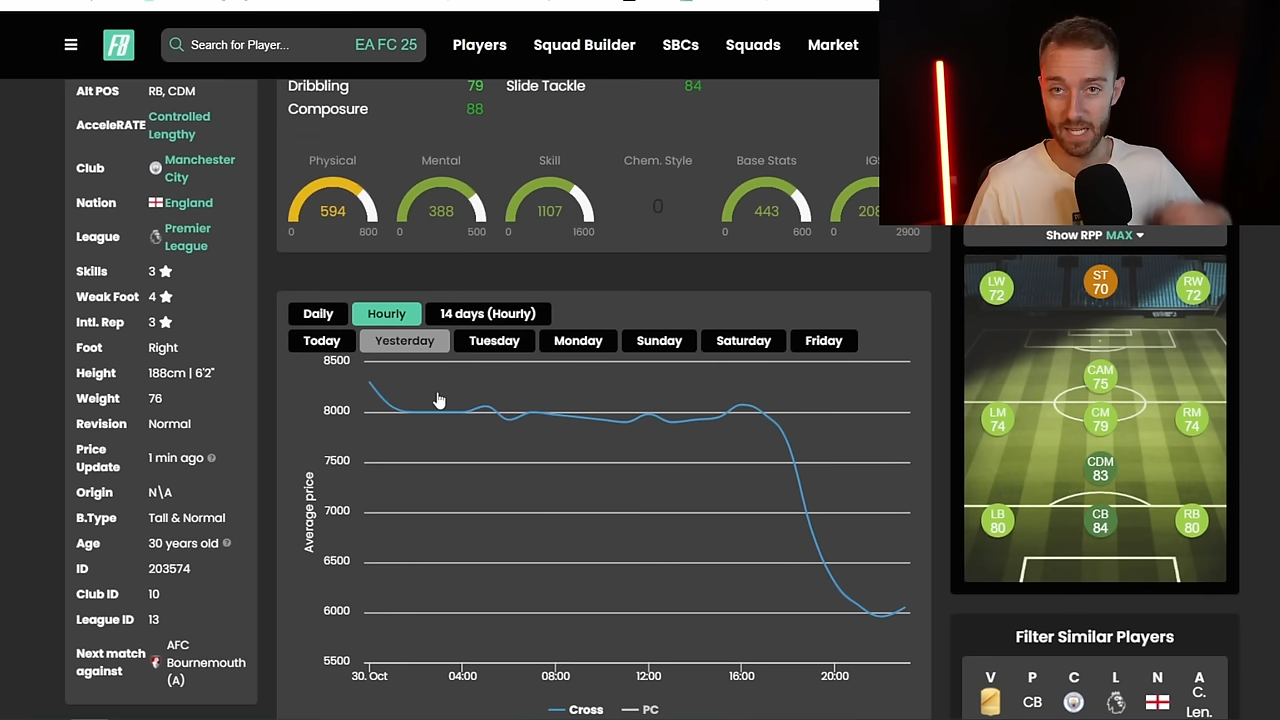 FB
Search for Player...
EA FC 25
Players
Squad Builder
SBCs
Squads
Market
Alt POS
RB, CDM
AcceleRATE
Controlled
Lengthy
Club
Manchester
City
Nation
England
League
Premier
League
Skills
3
Weak Foot
4
Intl. Rep
3
Foot
Right
Height
188cm | 6'2"
Weight
76
Revision
Normal
Price
Update
1 min ago
Origin
N\A
B.Type
Tall & Normal
Age
30 years old
ID
203574
Club ID
10
League ID
13
Next match
against
AFC
Bournemouth
(A)
Dribbling
79
Slide Tackle
84
Composure
88
Physical
Mental
Skill
Chem. Style
Base Stats
IG
594
388
1107
0
443
208
0
800
0
500
0
1600
0
600
0
2900
Daily
Hourly
14 days (Hourly)
Today
Yesterday
Tuesday
Monday
Sunday
Saturday
Friday
8500
8000
7500
7000
6500
6000
5500
Average price
30. Oct
04:00
08:00
12:00
16:00
20:00
Cross
PC
Show RPP MAX
LW
72
ST
70
RW
72
CAM
75
LM
74
CM
79
RM
74
CDM
83
LB
80
CB
84
RB
80
Filter Similar Players
V
P
C
L
N
A
CB
C.
Len.